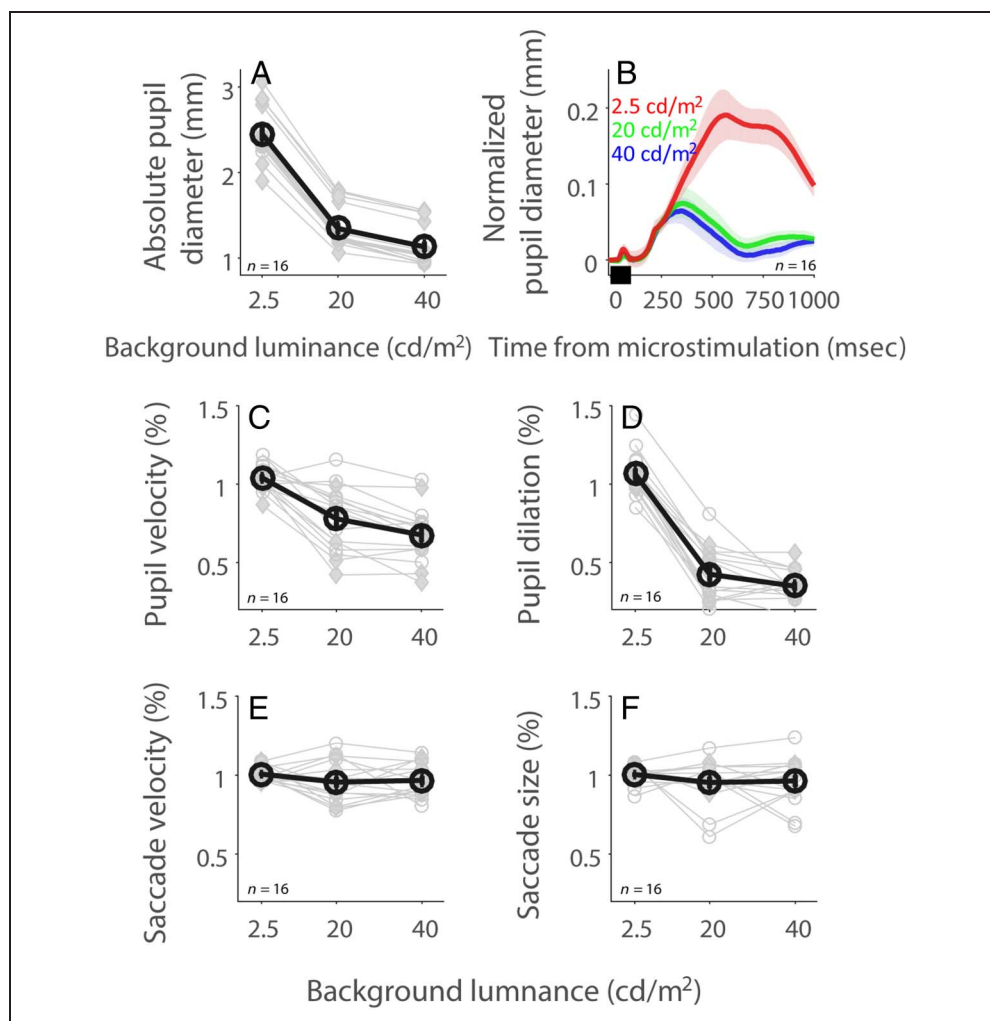 A
Absolute pupil
diameter (mm)
3
2
1
n = 16
2.5 20 40
Background luminance (cd/m²)
B
Normalized
pupil diameter (mm)
0.2
0.1
0
2.5 cd/m²
20 cd/m²
40 cd/m²
n = 16
0 250 500 750 1000
Time from microstimulation (msec)
C
Pupil velocity (%)
1.5
1
0.5
n = 16
2.5 20 40
D
Pupil dilation (%)
1.5
1
0.5
n = 16
2.5 20 40
E
Saccade velocity (%)
1.5
1
0.5
n = 16
2.5 20 40
F
Saccade size (%)
1.5
1
0.5
n = 16
2.5 20 40
Background lumnance (cd/m²)